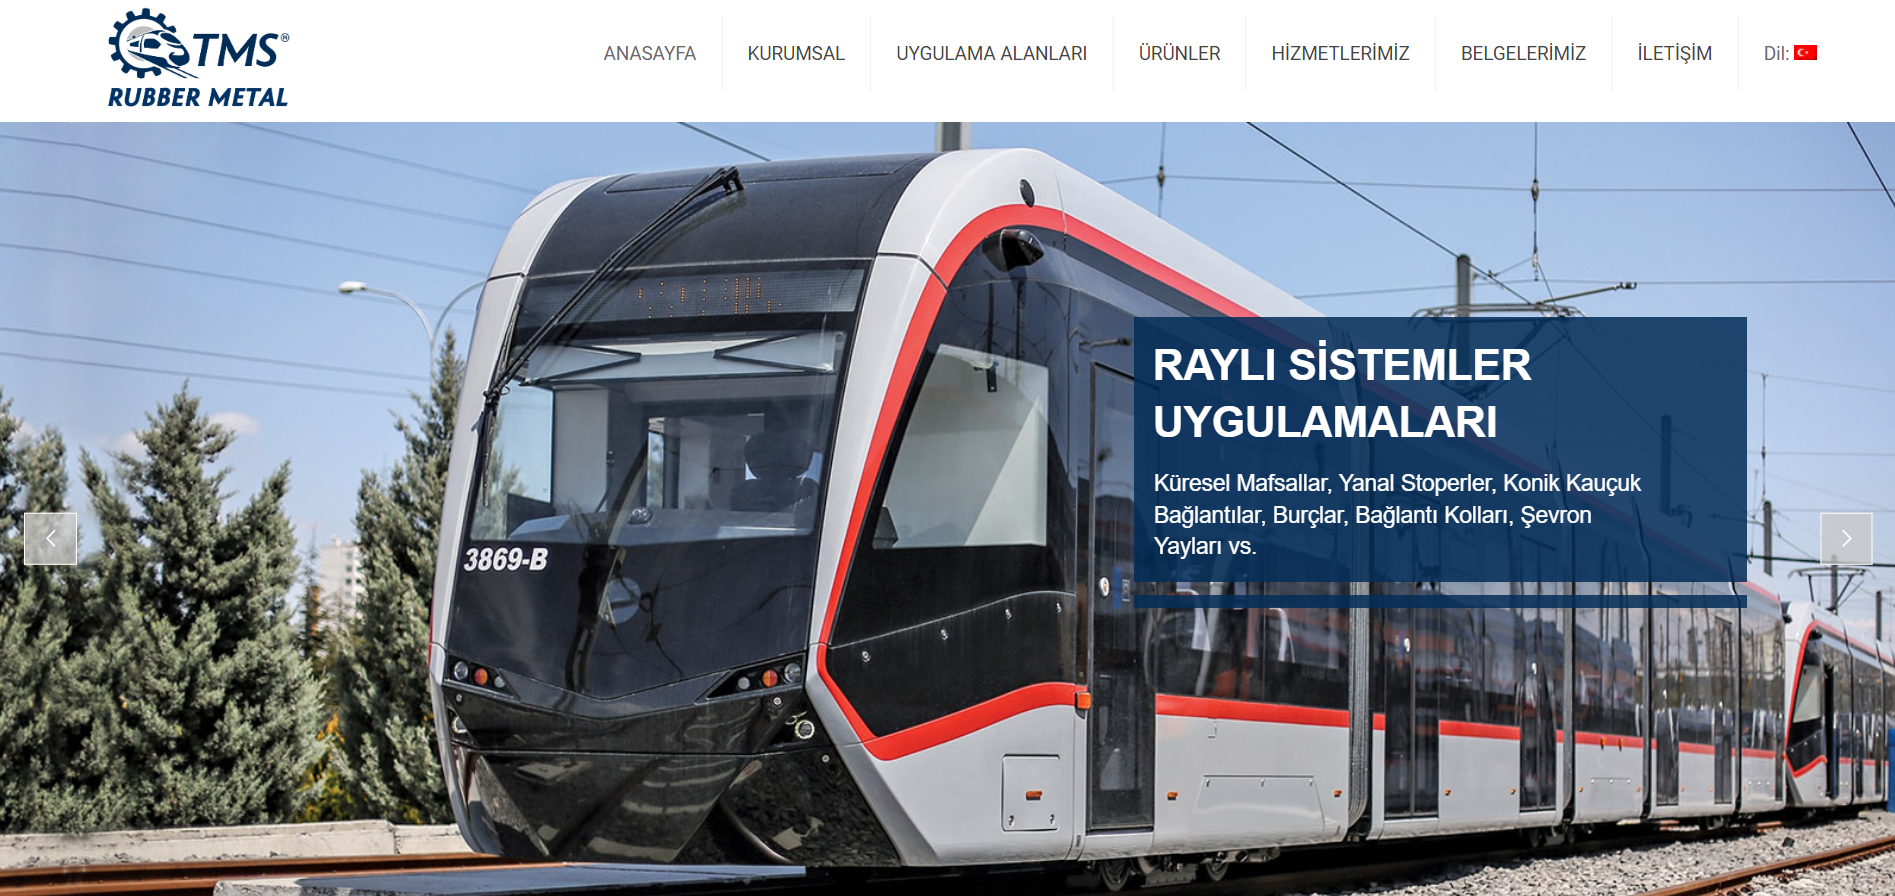 TMS®
RUBBER METAL
ANASAYFA
KURUMSAL
UYGULAMA ALANLARI
ÜRÜNLER
HİZMETLERİMİZ
BELGELERİMİZ
İLETİŞİM
Dil:
RAYLI SİSTEMLER
UYGULAMALARI
Küresel Mafsallar, Yanal Stoperler, Konik Kauçuk
Bağlantılar, Burçlar, Bağlantı Kolları, Şevron
Yayları vs.
3869-B